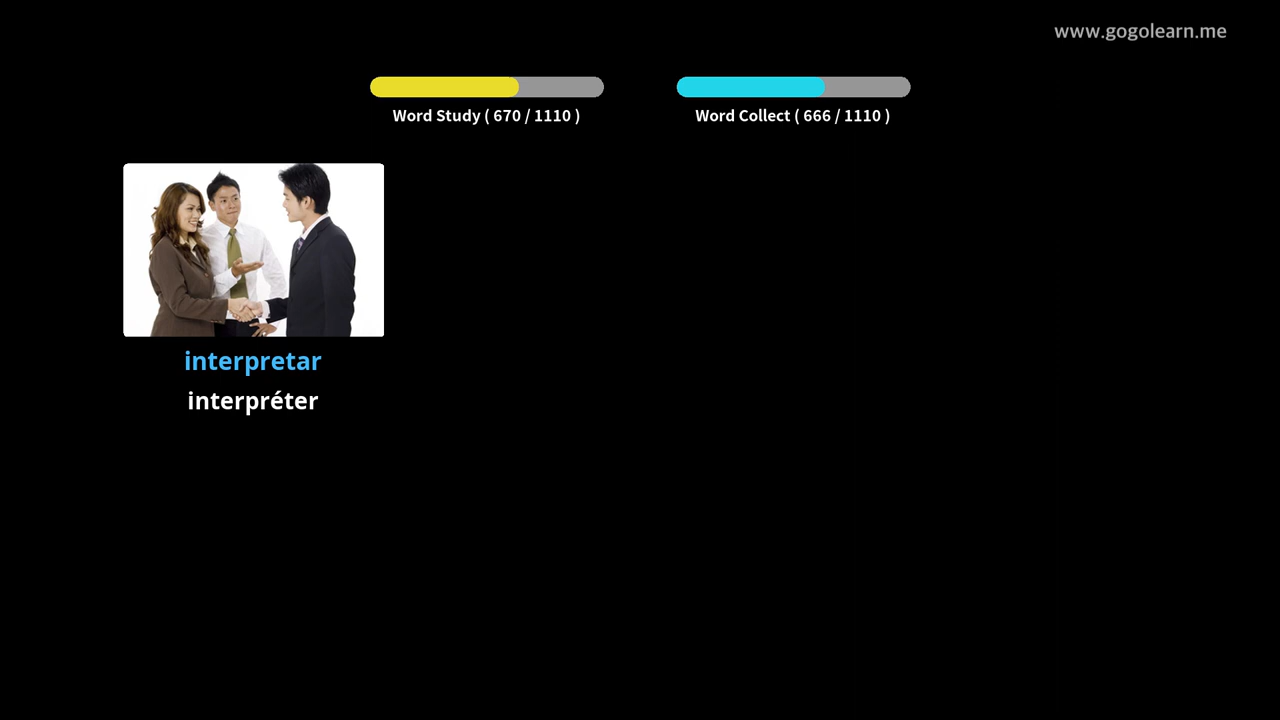 www.gogolearn.me
Word Study ( 670 / 1110 )
Word Collect ( 666 / 1110 )
interpretar
interpréter